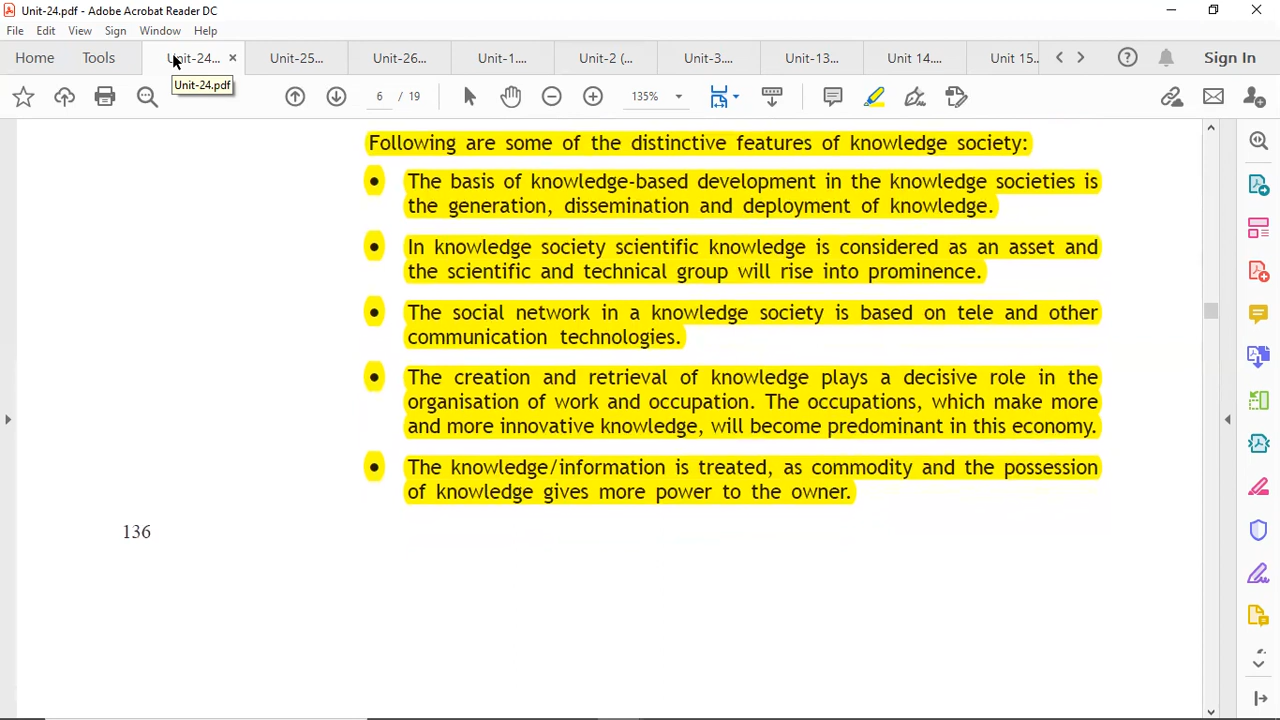 Unit-24.pdf - Adobe Acrobat Reader DC
File Edit View Sign Window Help
Home Tools Unit-24... Unit-25... Unit-26... Unit-1.... Unit-2 (... Unit-3.... Unit-13... Unit 14.... Unit 15.. Sign In
Unit-24.pdf
6 / 19 135%
Following are some of the distinctive features of knowledge society:
• The basis of knowledge-based development in the knowledge societies is
the generation, dissemination and deployment of knowledge.
• In knowledge society scientific knowledge is considered as an asset and
the scientific and technical group will rise into prominence.
• The social network in a knowledge society is based on tele and other
communication technologies.
• The creation and retrieval of knowledge plays a decisive role in the
organisation of work and occupation. The occupations, which make more
and more innovative knowledge, will become predominant in this economy.
• The knowledge/information is treated, as commodity and the possession
of knowledge gives more power to the owner.
136